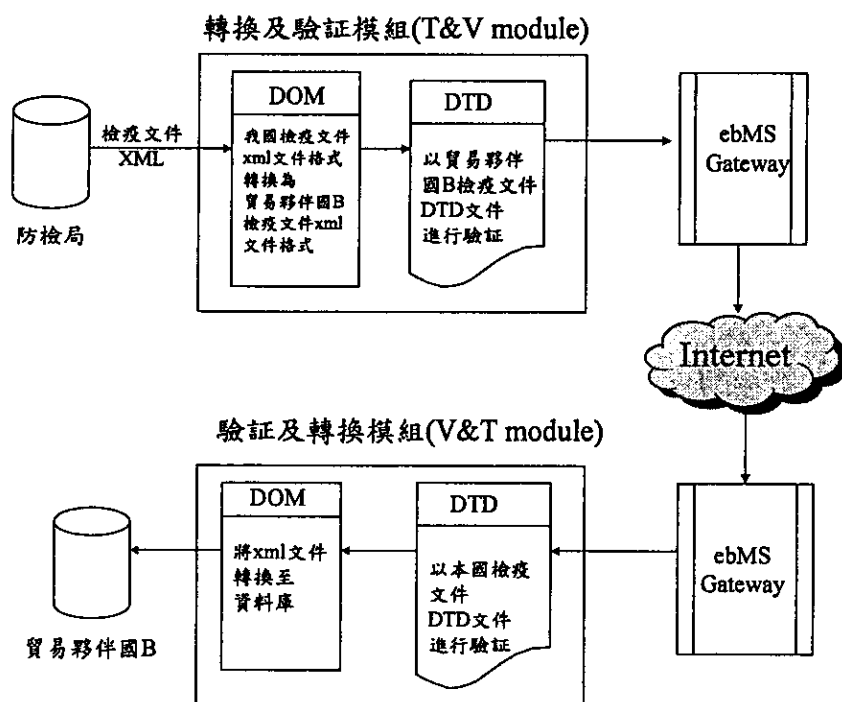 轉換及驗証模組(T&V module)
檢疫文件
XML
防檢局
DOM
我國檢疫文件
xml文件格式
轉換為
貿易夥伴國B
檢疫文件xml
文件格式
DTD
以貿易夥伴
國B檢疫文件
DTD文件
進行驗証
ebMS
Gateway
Internet
驗証及轉換模組(V&T module)
貿易夥伴國B
DOM
將xml文件
轉換至
資料庫
DTD
以本國檢疫
文件
DTD文件
進行驗証
ebMS
Gateway